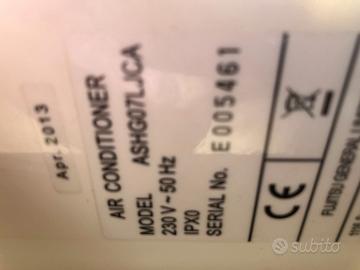 Apr. 2013
AIR CONDITIONER
MODEL ASHG07LJCA
230 V ~ 50 Hz
IPX0
SERIAL No. E005461
CE
FUJITSU GENERAL
subito